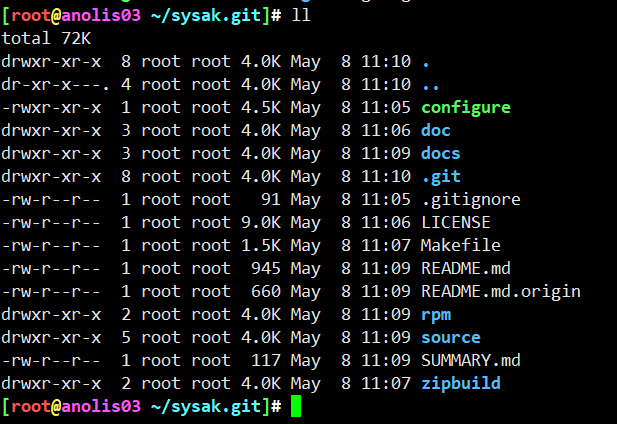 [root@anolis03 ~/sysak.git]# ll
total 72K
drwxr-xr-x  8 root root 4.0K May  8 11:10 .
dr-xr-x---. 4 root root 4.0K May  8 11:10 ..
-rwxr-xr-x  1 root root 4.5K May  8 11:05 configure
drwxr-xr-x  3 root root 4.0K May  8 11:06 doc
drwxr-xr-x  3 root root 4.0K May  8 11:09 docs
drwxr-xr-x  8 root root 4.0K May  8 11:10 .git
-rw-r--r--  1 root root   91 May  8 11:05 .gitignore
-rw-r--r--  1 root root 9.0K May  8 11:06 LICENSE
-rw-r--r--  1 root root 1.5K May  8 11:07 Makefile
-rw-r--r--  1 root root  945 May  8 11:09 README.md
-rw-r--r--  1 root root  660 May  8 11:09 README.md.origin
drwxr-xr-x  2 root root 4.0K May  8 11:09 rpm
drwxr-xr-x  5 root root 4.0K May  8 11:09 source
-rw-r--r--  1 root root  117 May  8 11:09 SUMMARY.md
drwxr-xr-x  2 root root 4.0K May  8 11:07 zipbuild
[root@anolis03 ~/sysak.git]#